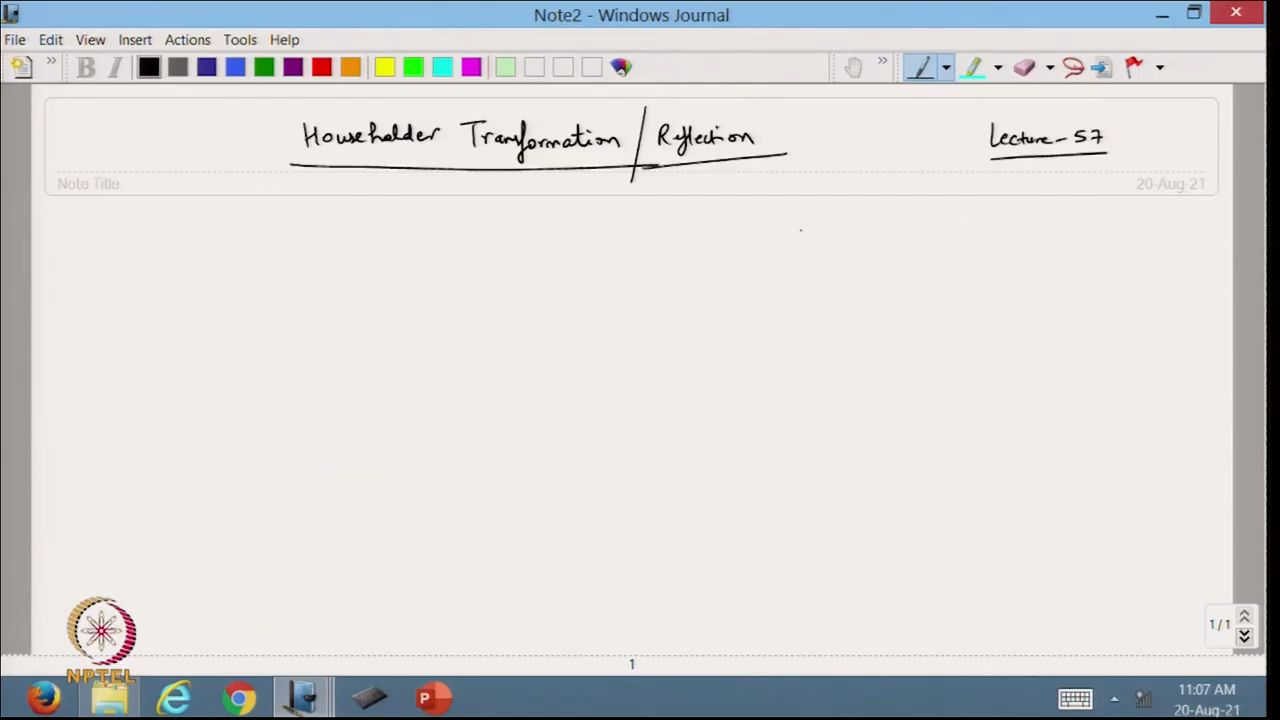 Note2 - Windows Journal
File Edit View Insert Actions Tools Help
B I
Householder Transformation / Reflection
Lecture - 57
Note Title
20-Aug-21
1 / 1
NPTEL
1
11:07 AM
20-Aug-21